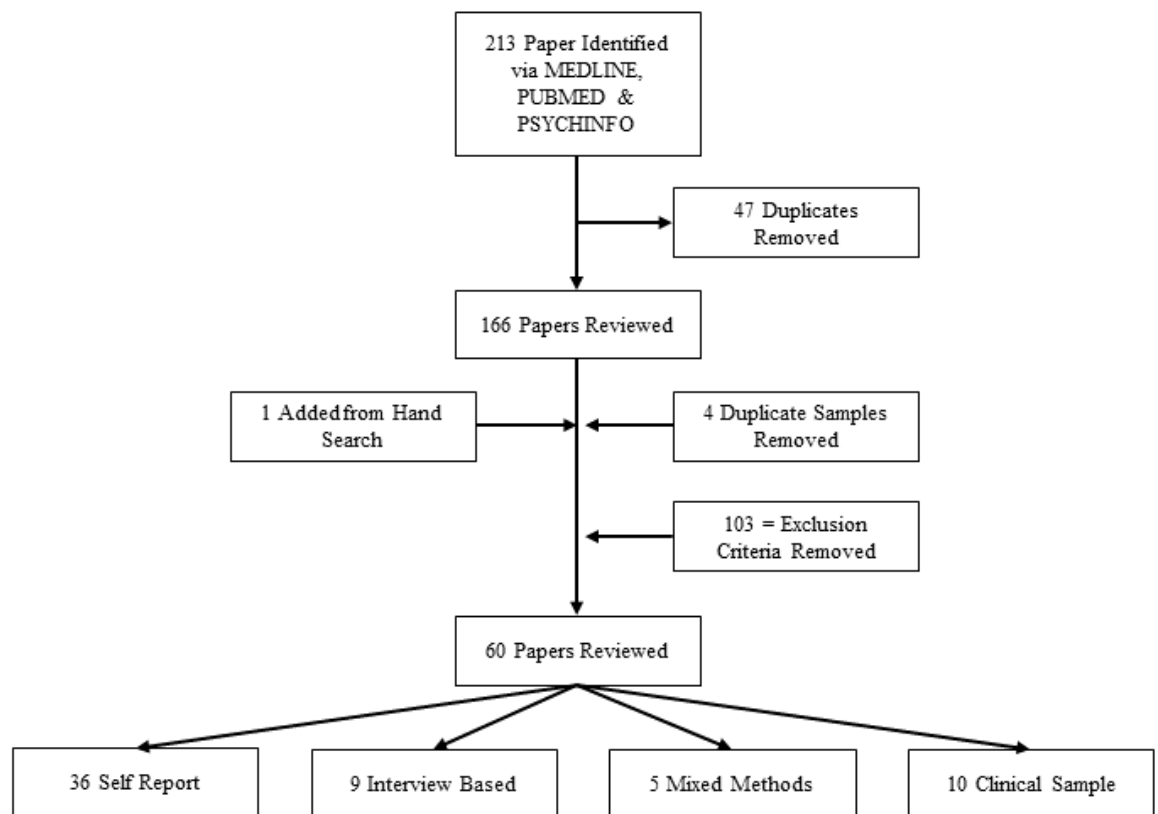 213 Paper Identified
via MEDLINE,
PUBMED &
PSYCHINFO
47 Duplicates
Removed
166 Papers Reviewed
1 Added from Hand
Search
4 Duplicate Samples
Removed
103 = Exclusion
Criteria Removed
60 Papers Reviewed
36 Self Report
9 Interview Based
5 Mixed Methods
10 Clinical Sample